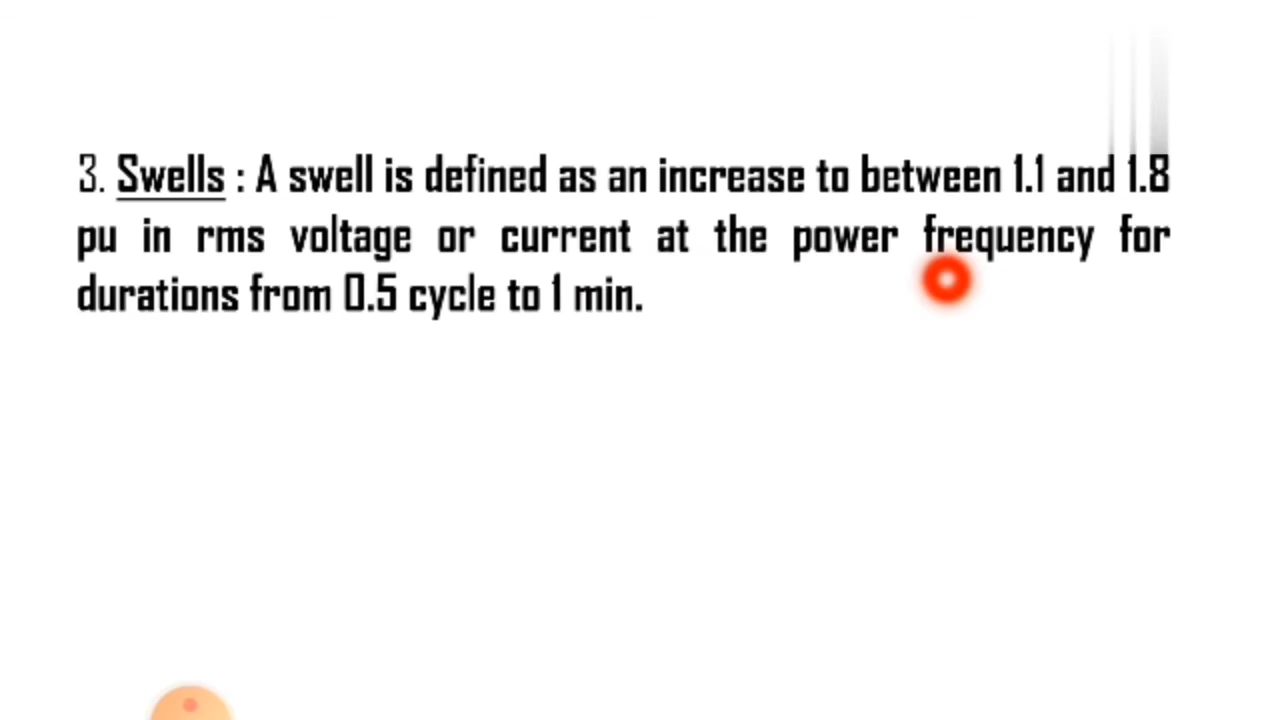 3. Swells : A swell is defined as an increase to between 1.1 and 1.8
pu in rms voltage or current at the power frequency for
durations from 0.5 cycle to 1 min.